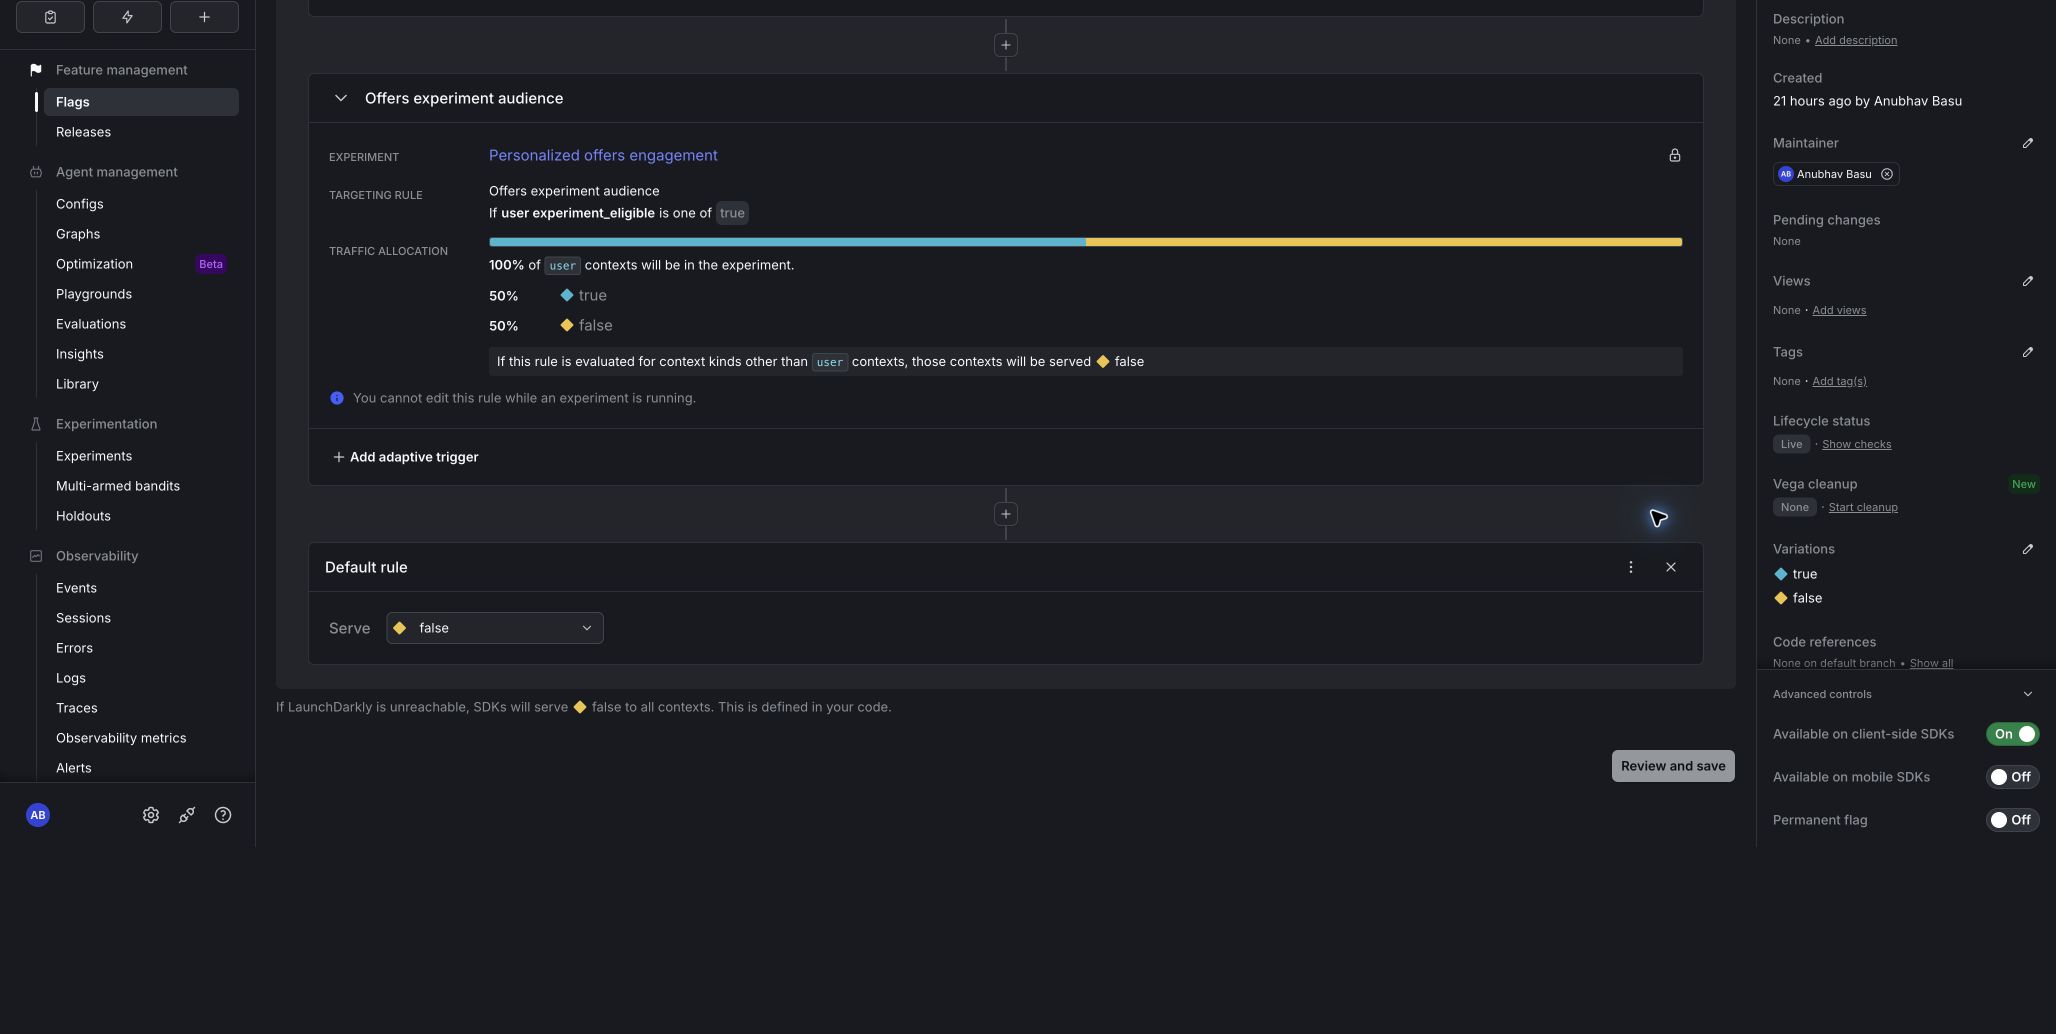 Feature management
Flags
Releases
Agent management
Configs
Graphs
Optimization Beta
Playgrounds
Evaluations
Insights
Library
Experimentation
Experiments
Multi-armed bandits
Holdouts
Observability
Events
Sessions
Errors
Logs
Traces
Observability metrics
Alerts
AB
Offers experiment audience
EXPERIMENT Personalized offers engagement
TARGETING RULE Offers experiment audience
If user experiment_eligible is one of true
TRAFFIC ALLOCATION
100% of user contexts will be in the experiment.
50% true
50% false
If this rule is evaluated for context kinds other than user contexts, those contexts will be served false
You cannot edit this rule while an experiment is running.
Add adaptive trigger
Default rule
Serve false
If LaunchDarkly is unreachable, SDKs will serve false to all contexts. This is defined in your code.
Review and save
Description
None • Add description
Created
21 hours ago by Anubhav Basu
Maintainer
AB Anubhav Basu
Pending changes
None
Views
None · Add views
Tags
None · Add tag(s)
Lifecycle status
Live · Show checks
Vega cleanup New
None · Start cleanup
Variations
true
false
Code references
None on default branch • Show all
Advanced controls
Available on client-side SDKs On
Available on mobile SDKs Off
Permanent flag Off